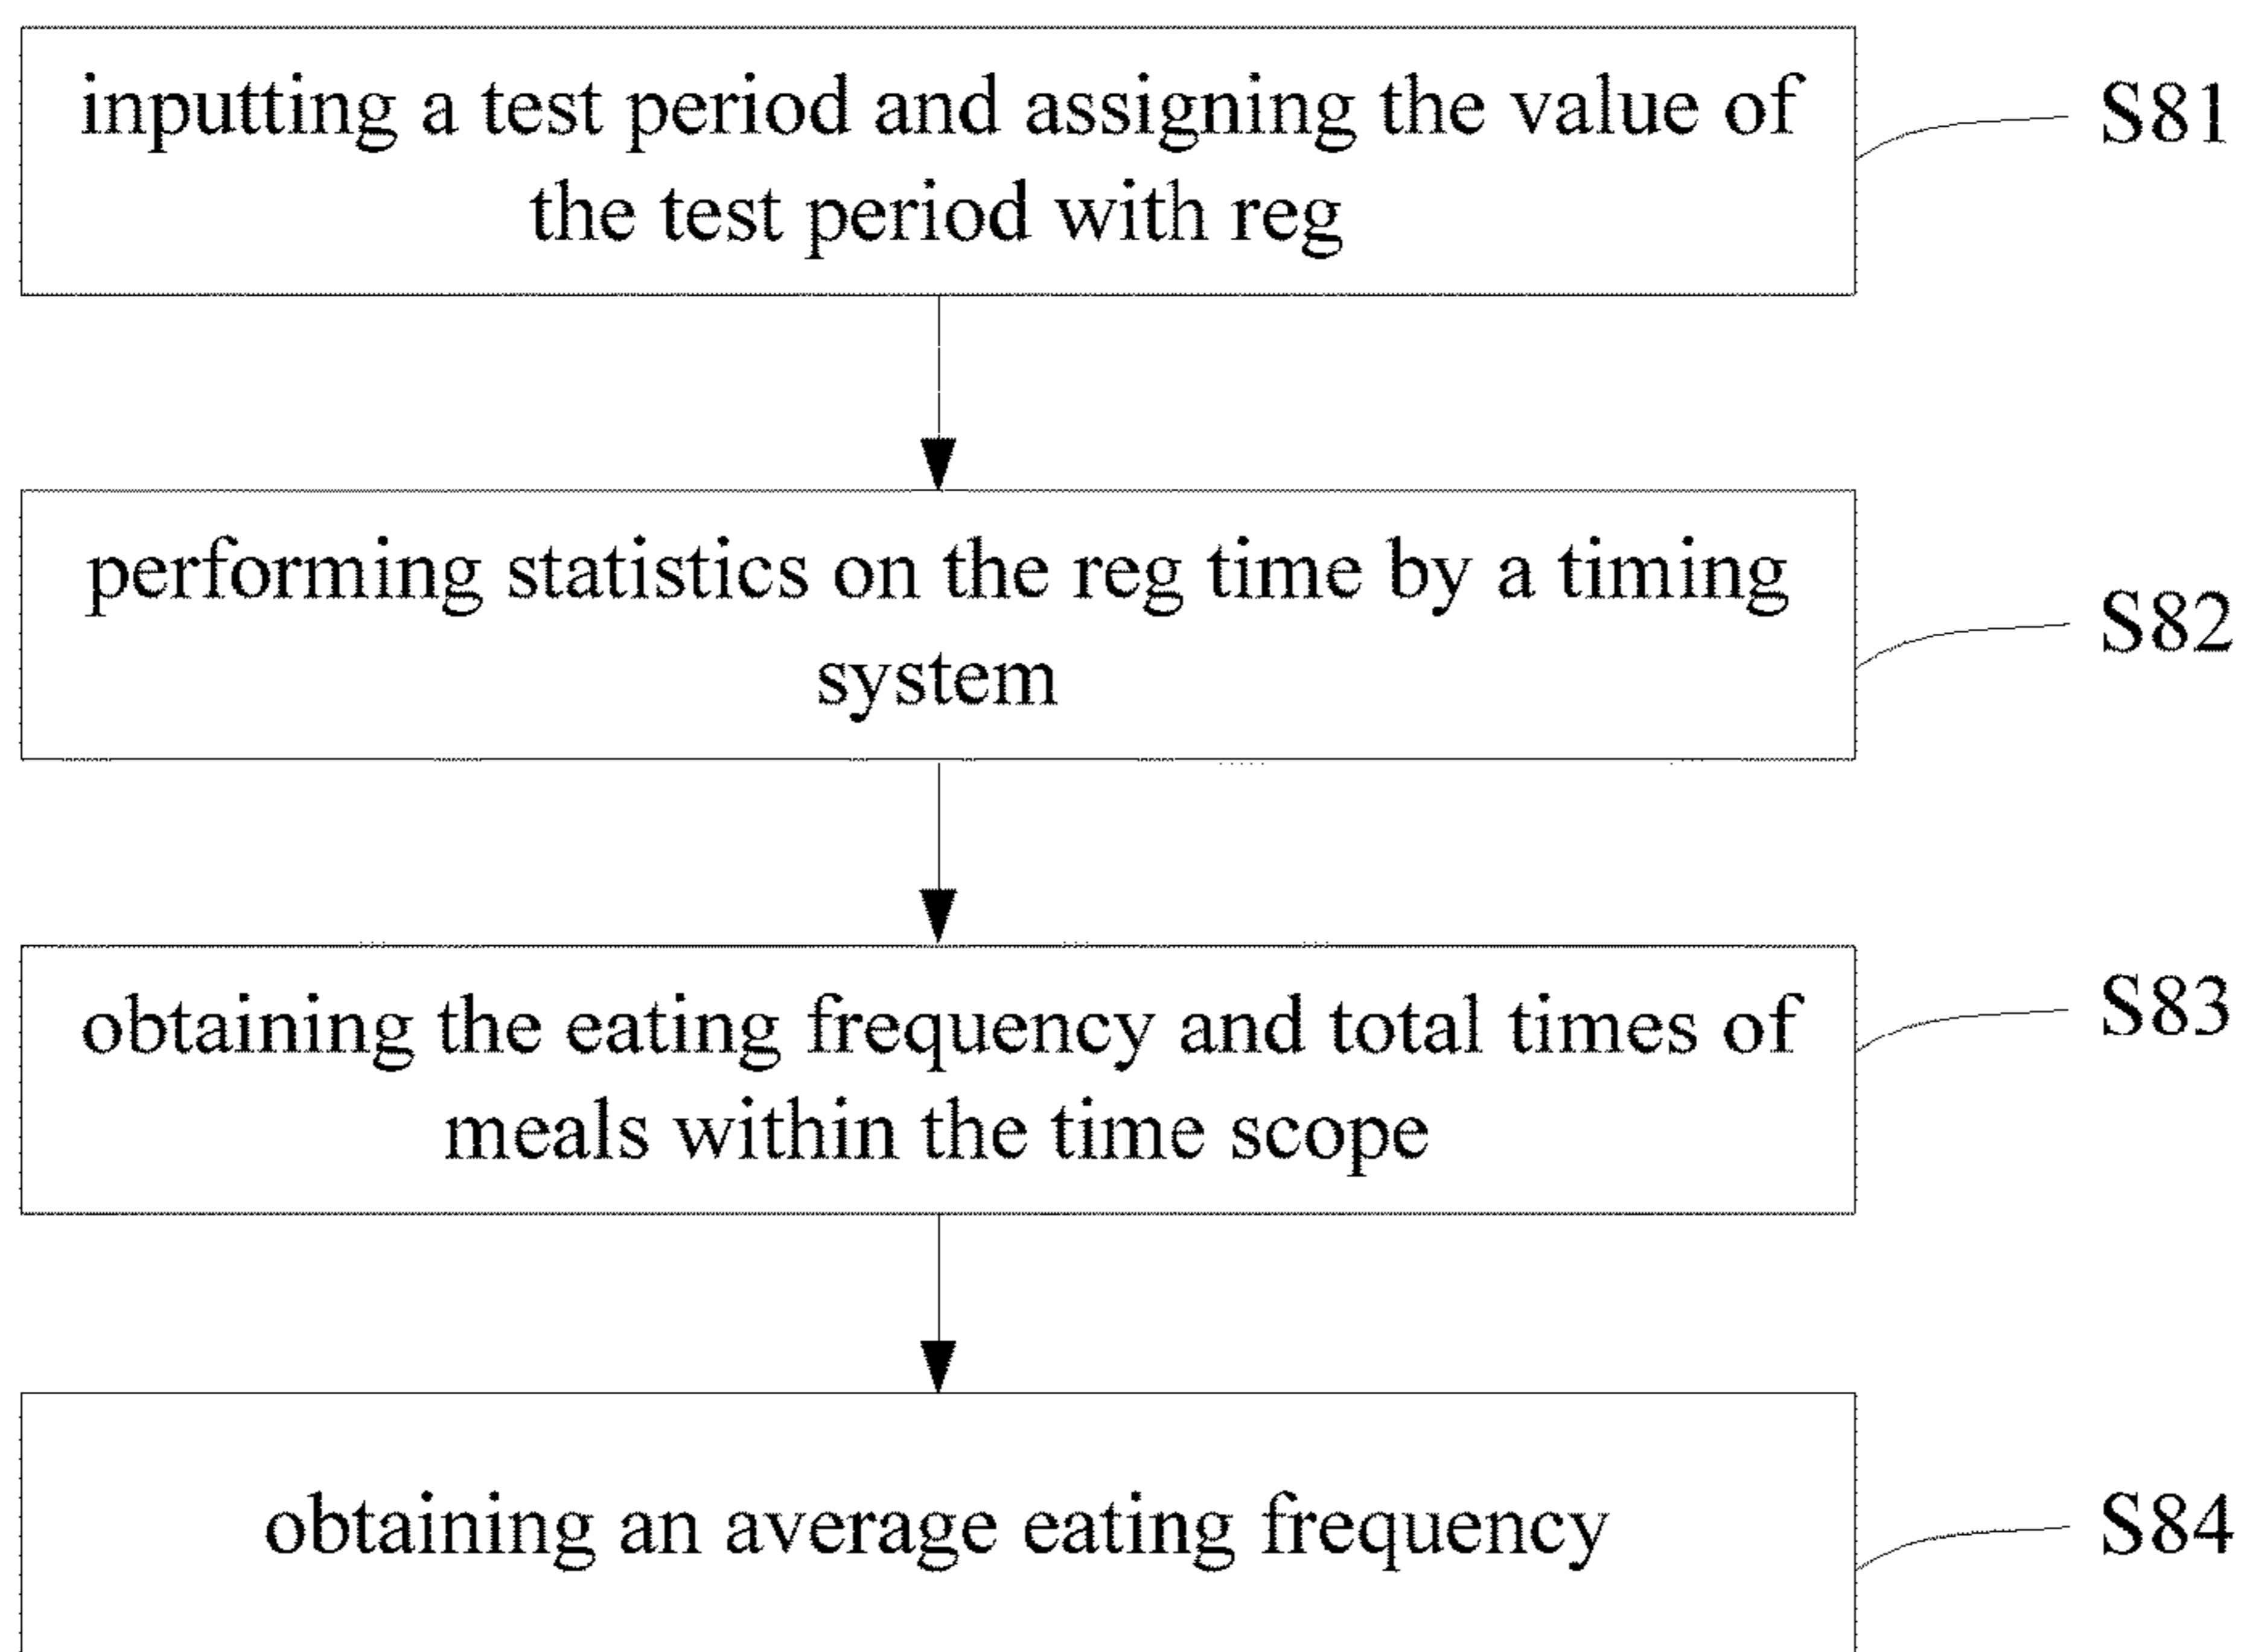 inputting a test period and assigning the value of
the test period with reg
S81
performing statistics on the reg time by a timing
system
S82
obtaining the eating frequency and total times of
meals within the time scope
S83
obtaining an average eating frequency
S84